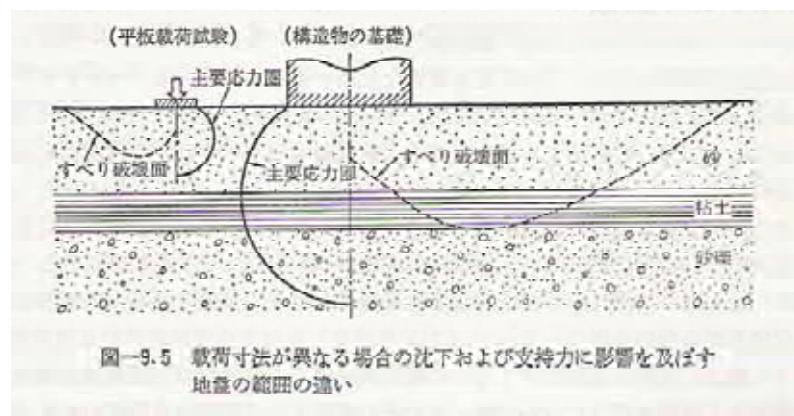 (平板載荷試験) (構造物の基礎)
主要応力圏
すべり破壊面
主要応力圏
すべり破壊面
砂
粘土
砂礫
図—9.5 載荷寸法が異なる場合の沈下および支持力に影響を及ぼす
地盤の範囲の違い